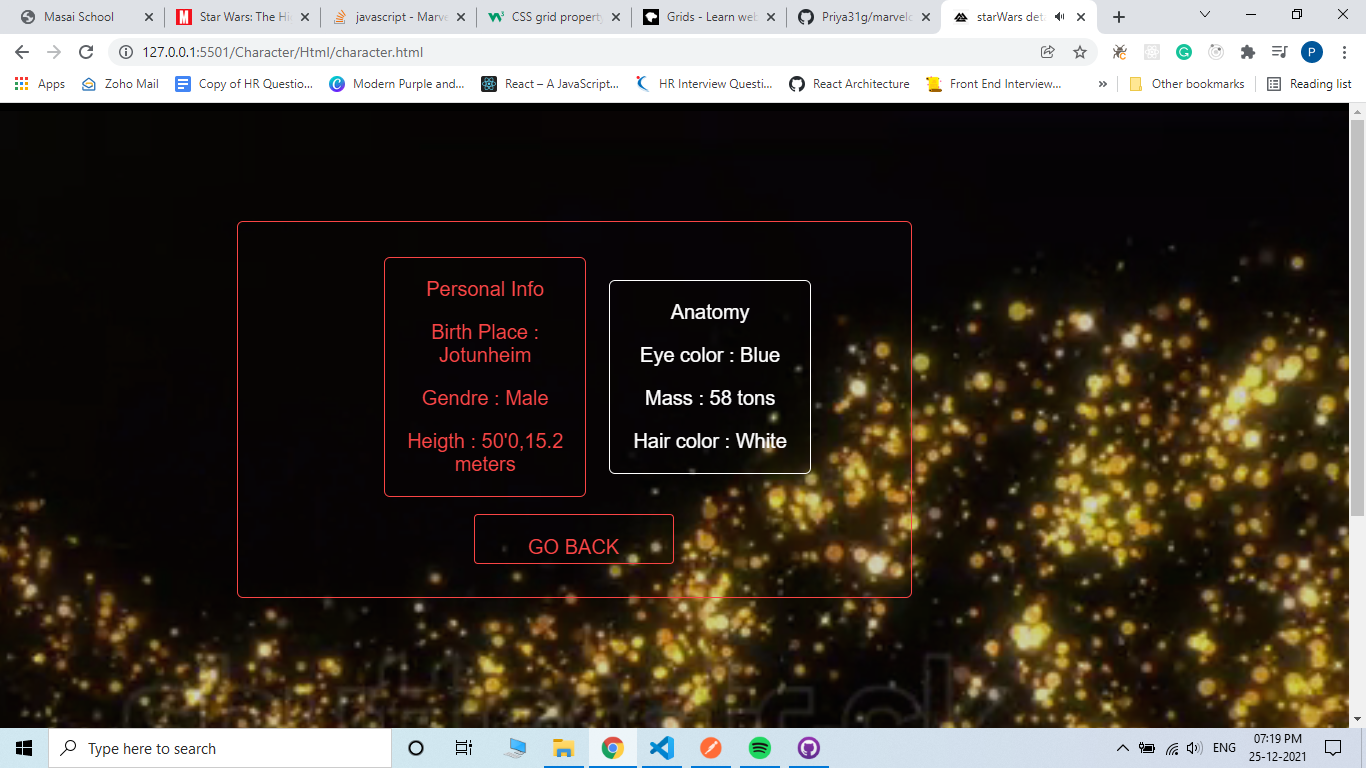 Masai School
Star Wars: The Hi
javascript - Marve
CSS grid property
Grids - Learn web
Priya31g/marvelc
starWars deta
127.0.0.1:5501/Character/Html/character.html
P
Apps
Zoho Mail
Copy of HR Questio...
Modern Purple and...
React – A JavaScript...
HR Interview Questi...
React Architecture
Front End Interview...
»
Other bookmarks
Reading list
Personal Info
Birth Place :
Jotunheim
Gendre : Male
Heigth : 50'0,15.2
meters
Anatomy
Eye color : Blue
Mass : 58 tons
Hair color : White
GO BACK
Type here to search
ENG
07:19 PM
25-12-2021